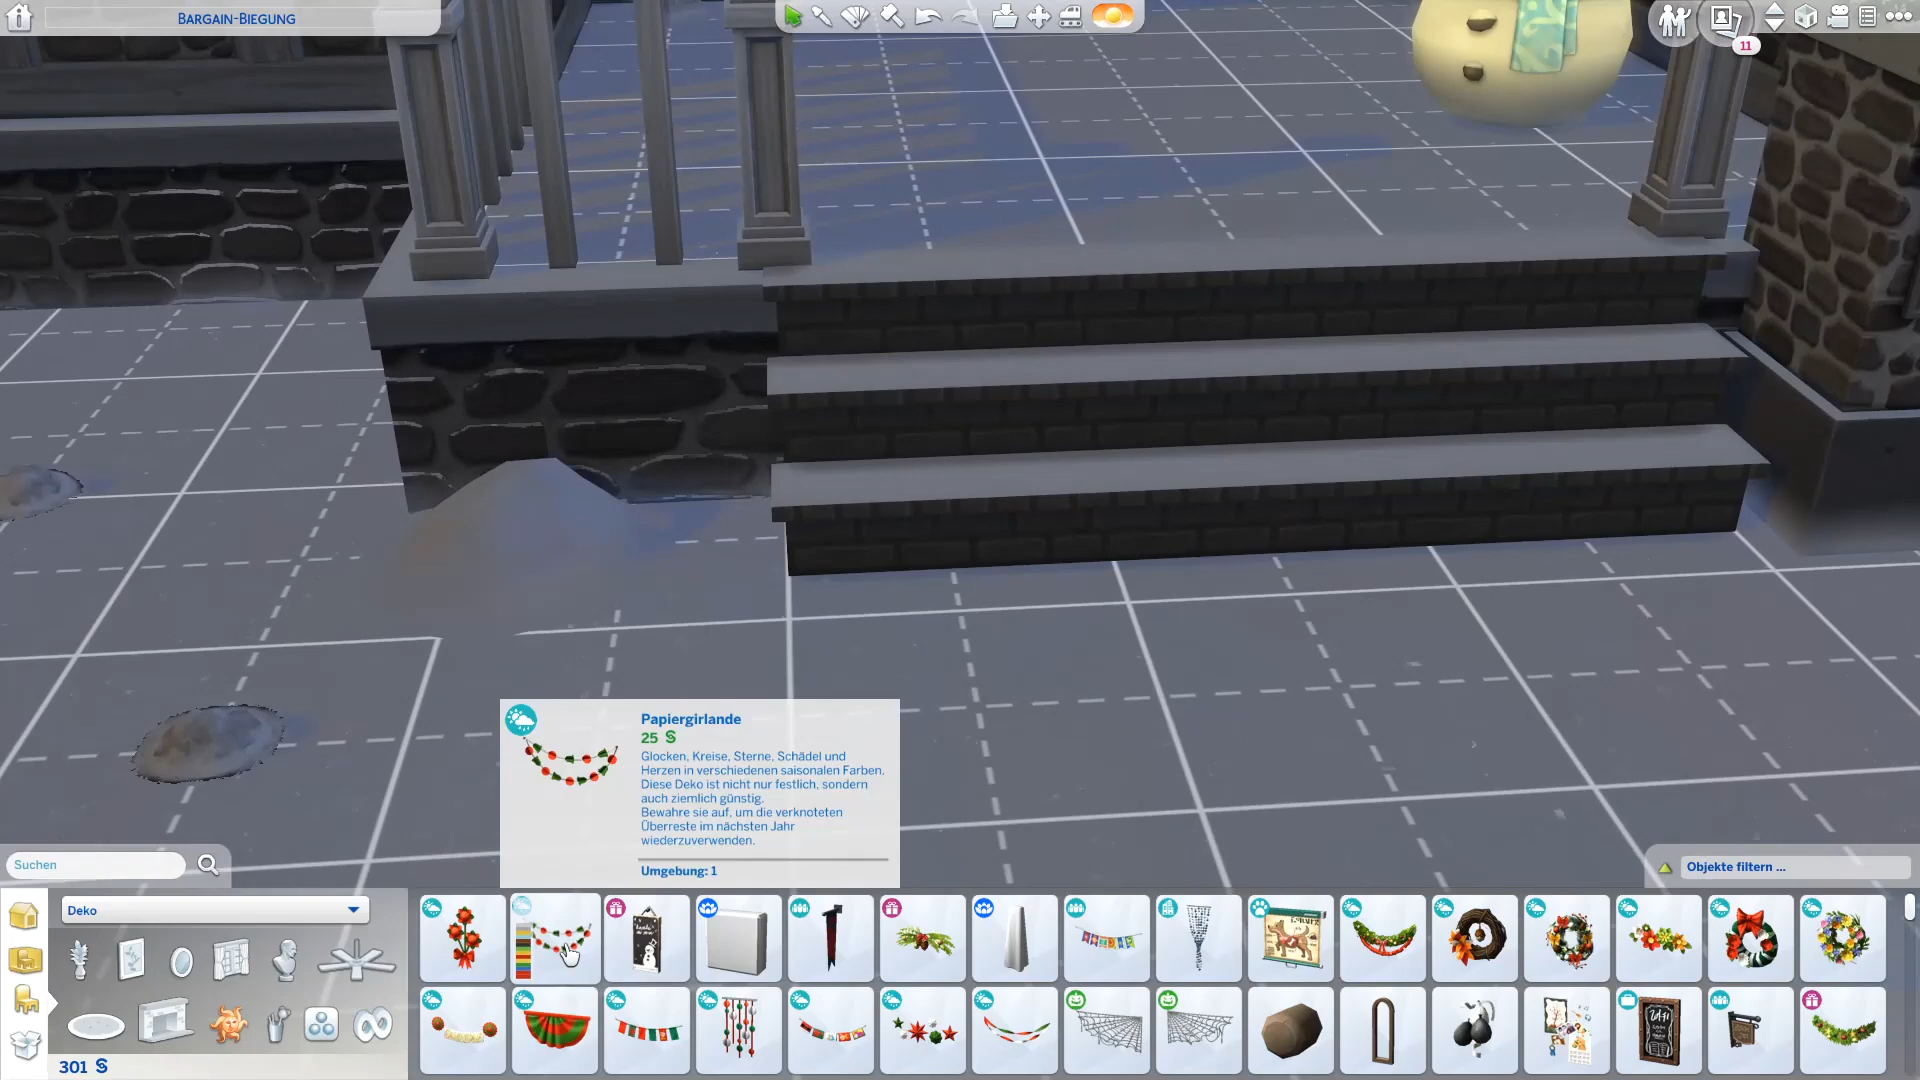 BARGAIN-BIEGUNG
11
Papiergirlande
25 §
Glocken, Kreise, Sterne, Schädel und
Herzen in verschiedenen saisonalen Farben.
Diese Deko ist nicht nur festlich, sondern
auch ziemlich günstig.
Bewahre sie auf, um die verknoteten
Überreste im nächsten Jahr
wiederzuverwenden.
Umgebung: 1
Suchen
Objekte filtern ...
Deko
301 §